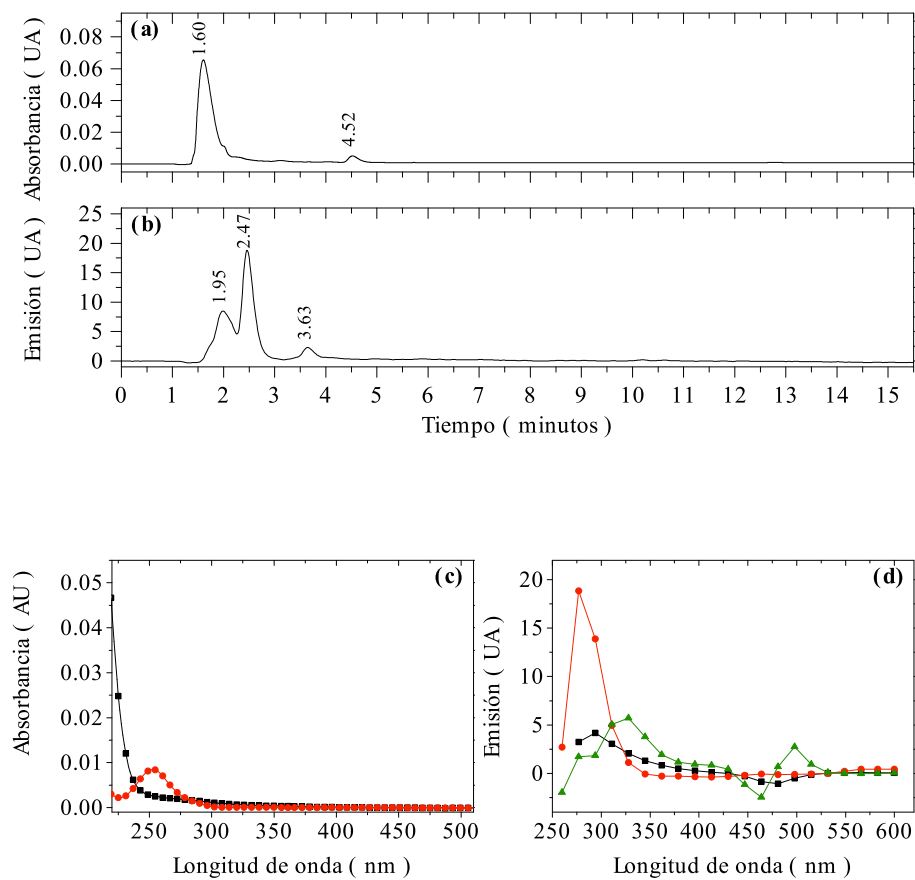 (a)
1.60
4.52
0.08
0.06
0.04
0.02
0.00
Absorbancia ( UA
(b)
1.95
2.47
3.63
25
20
15
10
5
0
Emisión ( UA)
0 1 2 3 4 5 6 7 8 9 10 11 12 13 14 15
Tiempo ( minutos )
(c)
0.05
0.04
0.03
0.02
0.01
0.00
Absorbancia ( AU )
250 300 350 400 450 500
Longitud de onda ( nm )
(d)
20
15
10
5
0
Emisión ( UA )
250 300 350 400 450 500 550 600
Longitud de onda ( nm )